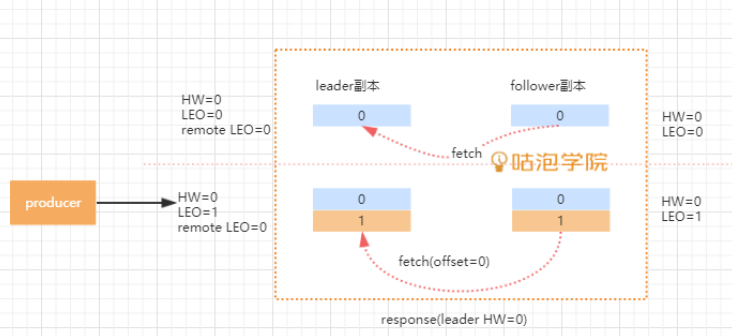 leader副本
follower副本
HW=0
LEO=0
remote LEO=0
0
0
HW=0
LEO=0
fetch
咕泡学院
producer
HW=0
LEO=1
remote LEO=0
0
1
0
1
HW=0
LEO=1
fetch(offset=0)
response(leader HW=0)